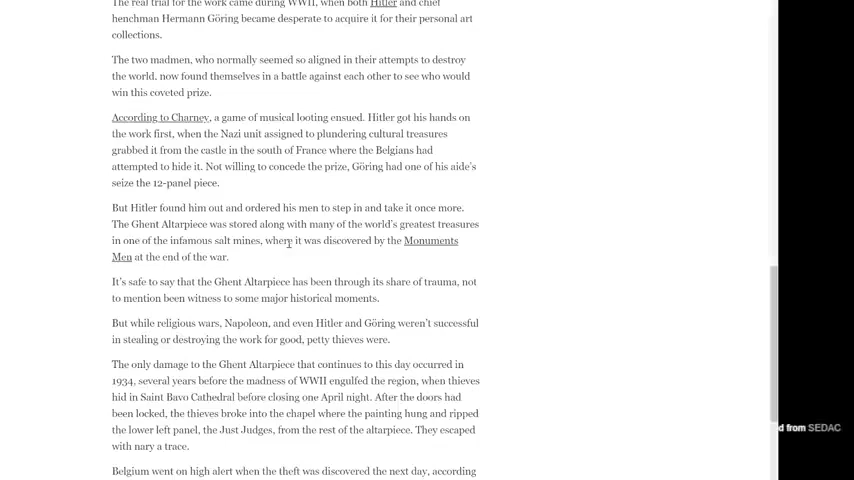 The real trial for the work came during WWII, when both Hitler and chief
henchman Hermann Göring became desperate to acquire it for their personal art
collections.
The two madmen, who normally seemed so aligned in their attempts to destroy
the world, now found themselves in a battle against each other to see who would
win this coveted prize.
According to Charney, a game of musical looting ensued. Hitler got his hands on
the work first, when the Nazi unit assigned to plundering cultural treasures
grabbed it from the castle in the south of France where the Belgians had
attempted to hide it. Not willing to concede the prize, Göring had one of his aide's
seize the 12-panel piece.
But Hitler found him out and ordered his men to step in and take it once more.
The Ghent Altarpiece was stored along with many of the world's greatest treasures
in one of the infamous salt mines, where it was discovered by the Monuments
Men at the end of the war.
It's safe to say that the Ghent Altarpiece has been through its share of trauma, not
to mention been witness to some major historical moments.
But while religious wars, Napoleon, and even Hitler and Göring weren't successful
in stealing or destroying the work for good, petty thieves were.
The only damage to the Ghent Altarpiece that continues to this day occurred in
1934, several years before the madness of WWII engulfed the region, when thieves
hid in Saint Bavo Cathedral before closing one April night. After the doors had
been locked, the thieves broke into the chapel where the painting hung and ripped
the lower left panel, the Just Judges, from the rest of the altarpiece. They escaped
with nary a trace.
Belgium went on high alert when the theft was discovered the next day, according
d from SEDAC